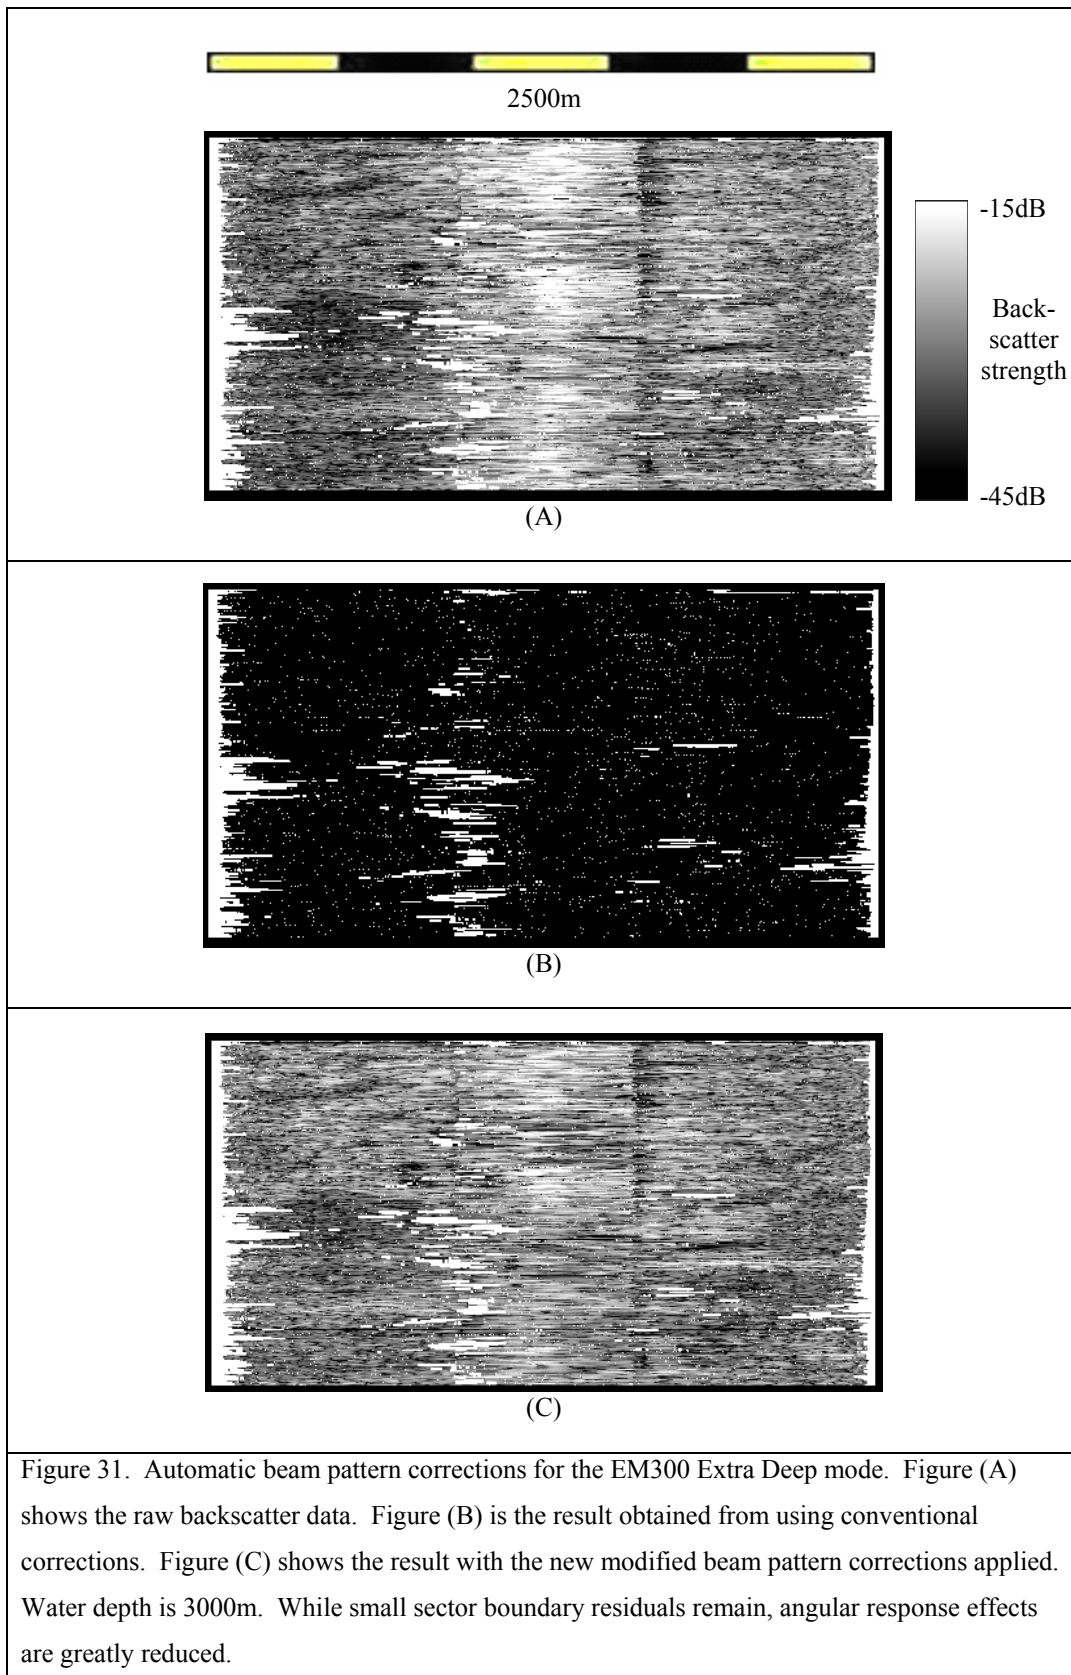 2500m
-15dB
Back-
scatter
strength
-45dB
(A)
(B)
(C)
Figure 31.  Automatic beam pattern corrections for the EM300 Extra Deep mode.  Figure (A)
shows the raw backscatter data.  Figure (B) is the result obtained from using conventional
corrections.  Figure (C) shows the result with the new modified beam pattern corrections applied.
Water depth is 3000m.  While small sector boundary residuals remain, angular response effects
are greatly reduced.